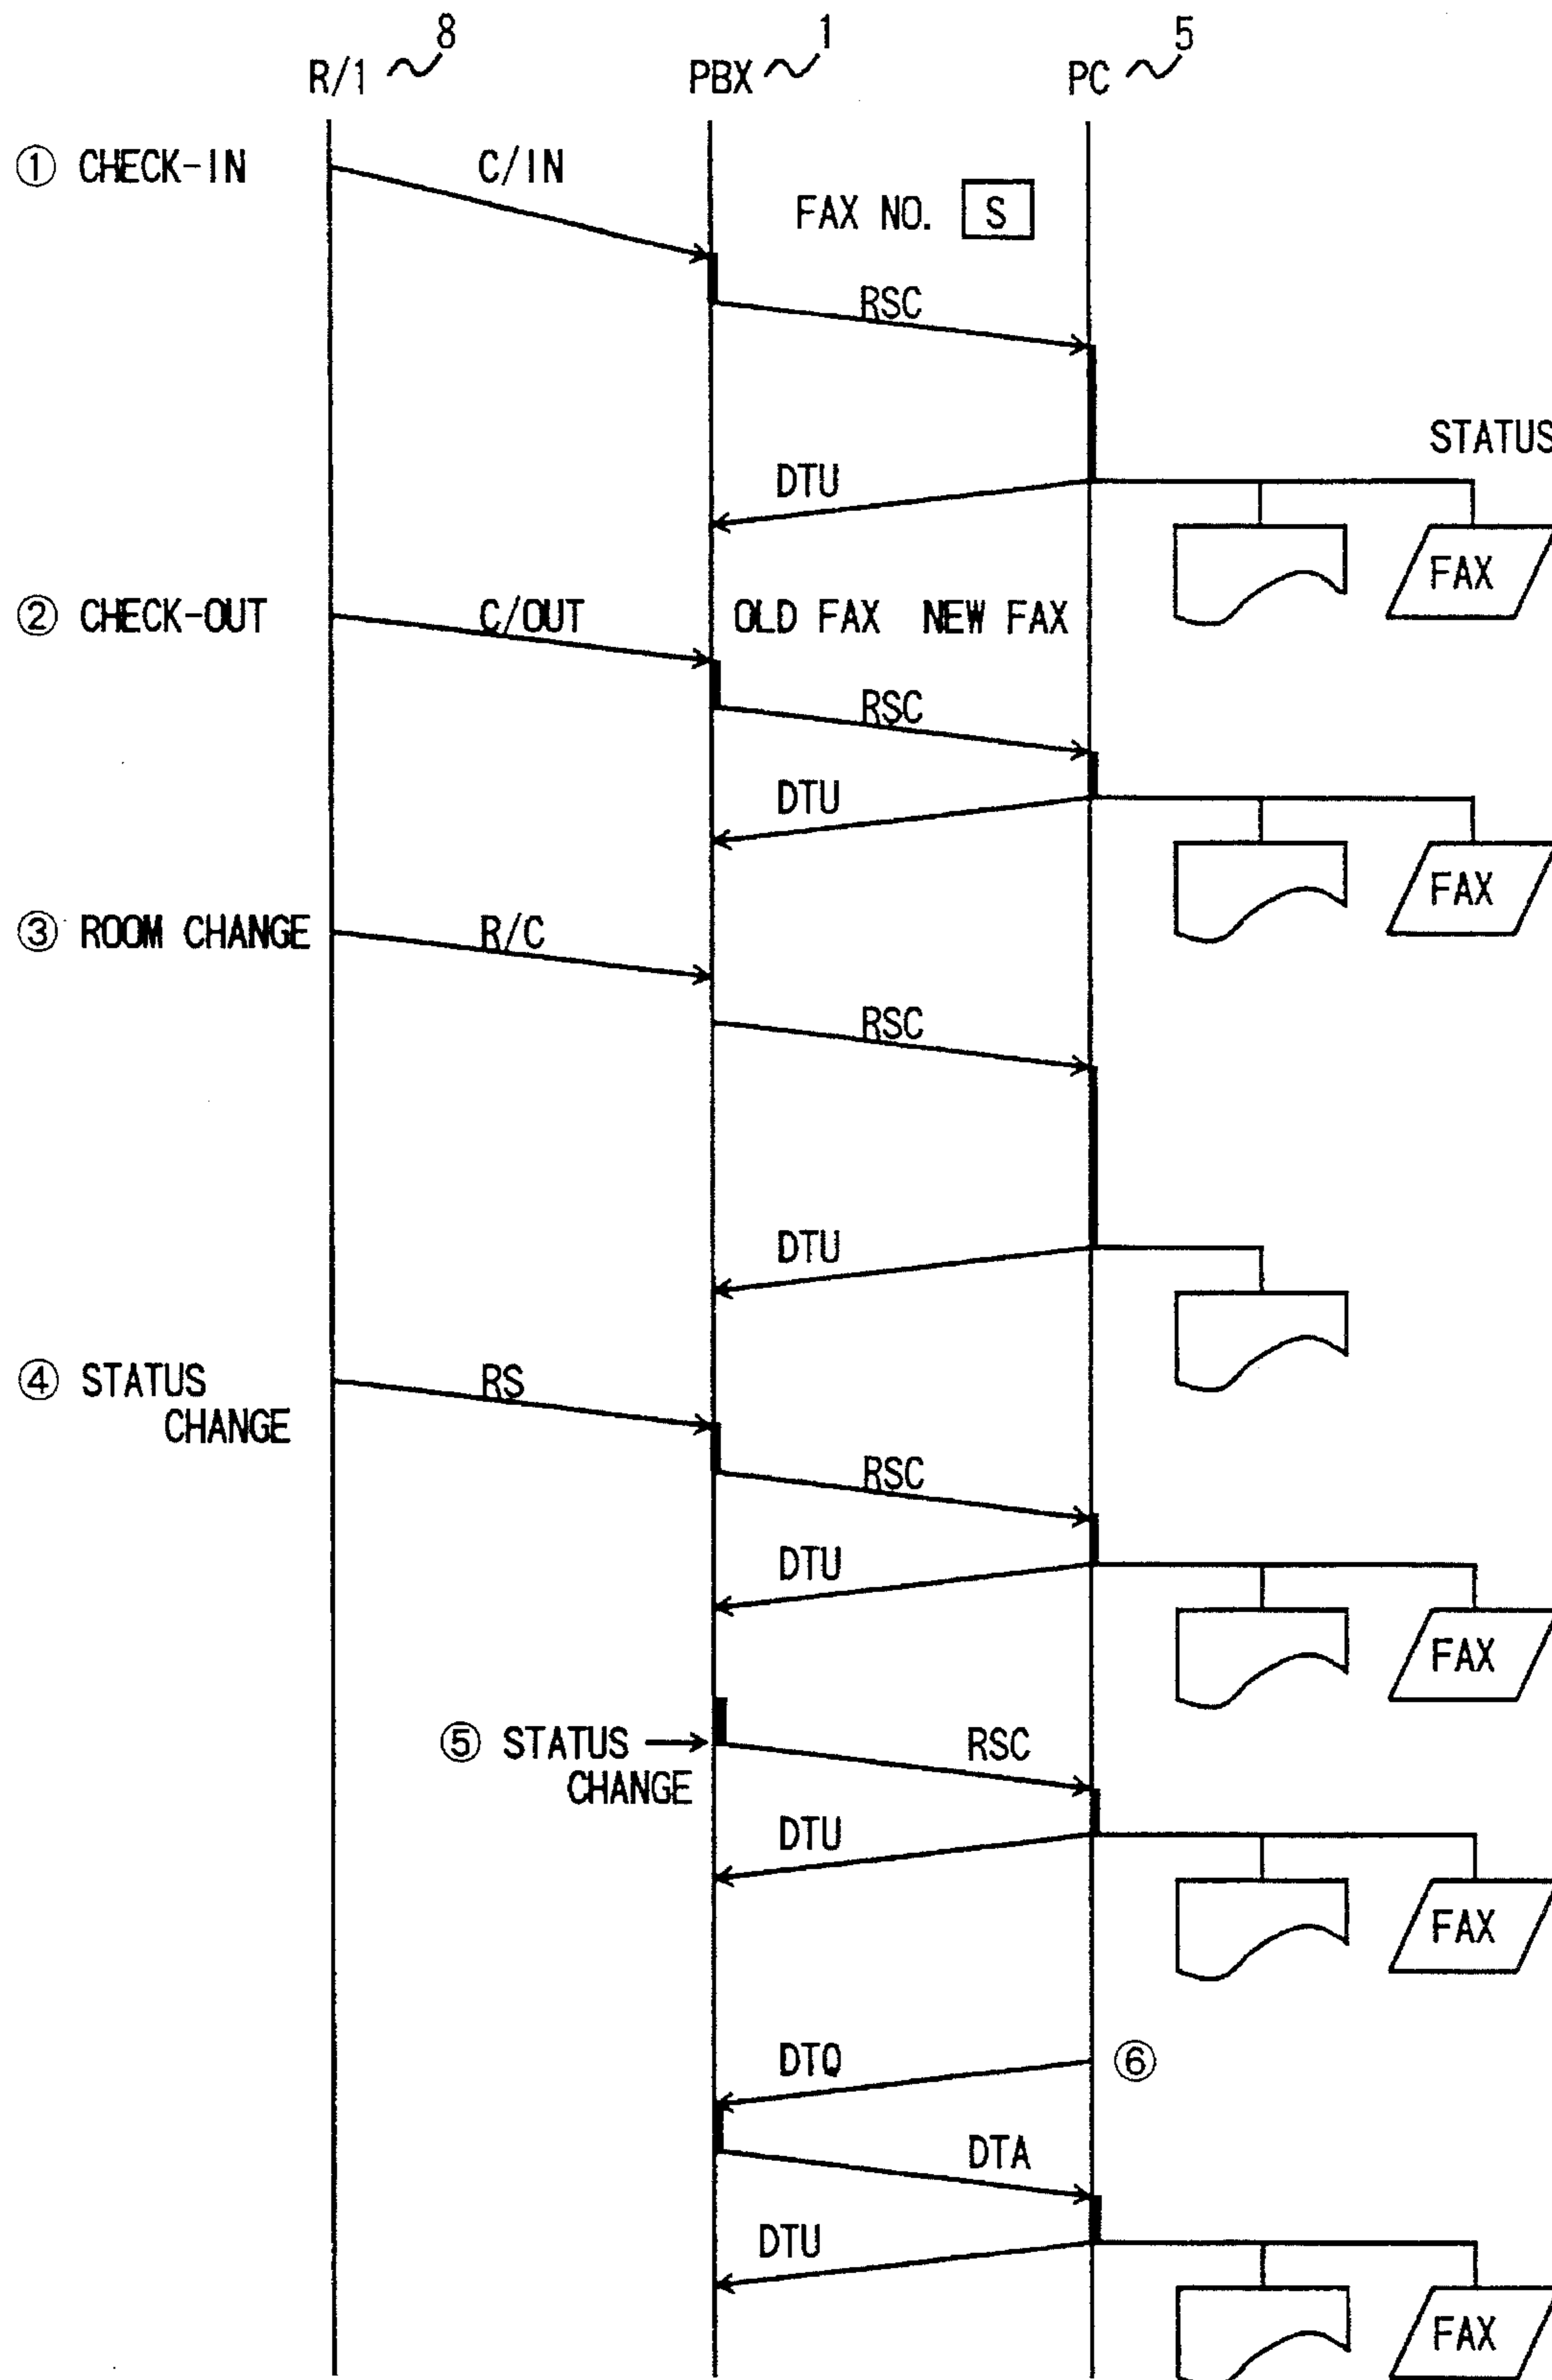 R/1 8 PBX 1 PC 5
① CHECK-IN C/IN
FAX NO. S
RSC
STATUS
DTU
FAX
② CHECK-OUT C/OUT OLD FAX NEW FAX
RSC
DTU
FAX
③ ROOM CHANGE R/C
RSC
DTU
④ STATUS RS
CHANGE
RSC
DTU
FAX
⑤ STATUS RSC
CHANGE
DTU
FAX
DTQ ⑥
DTA
DTU
FAX